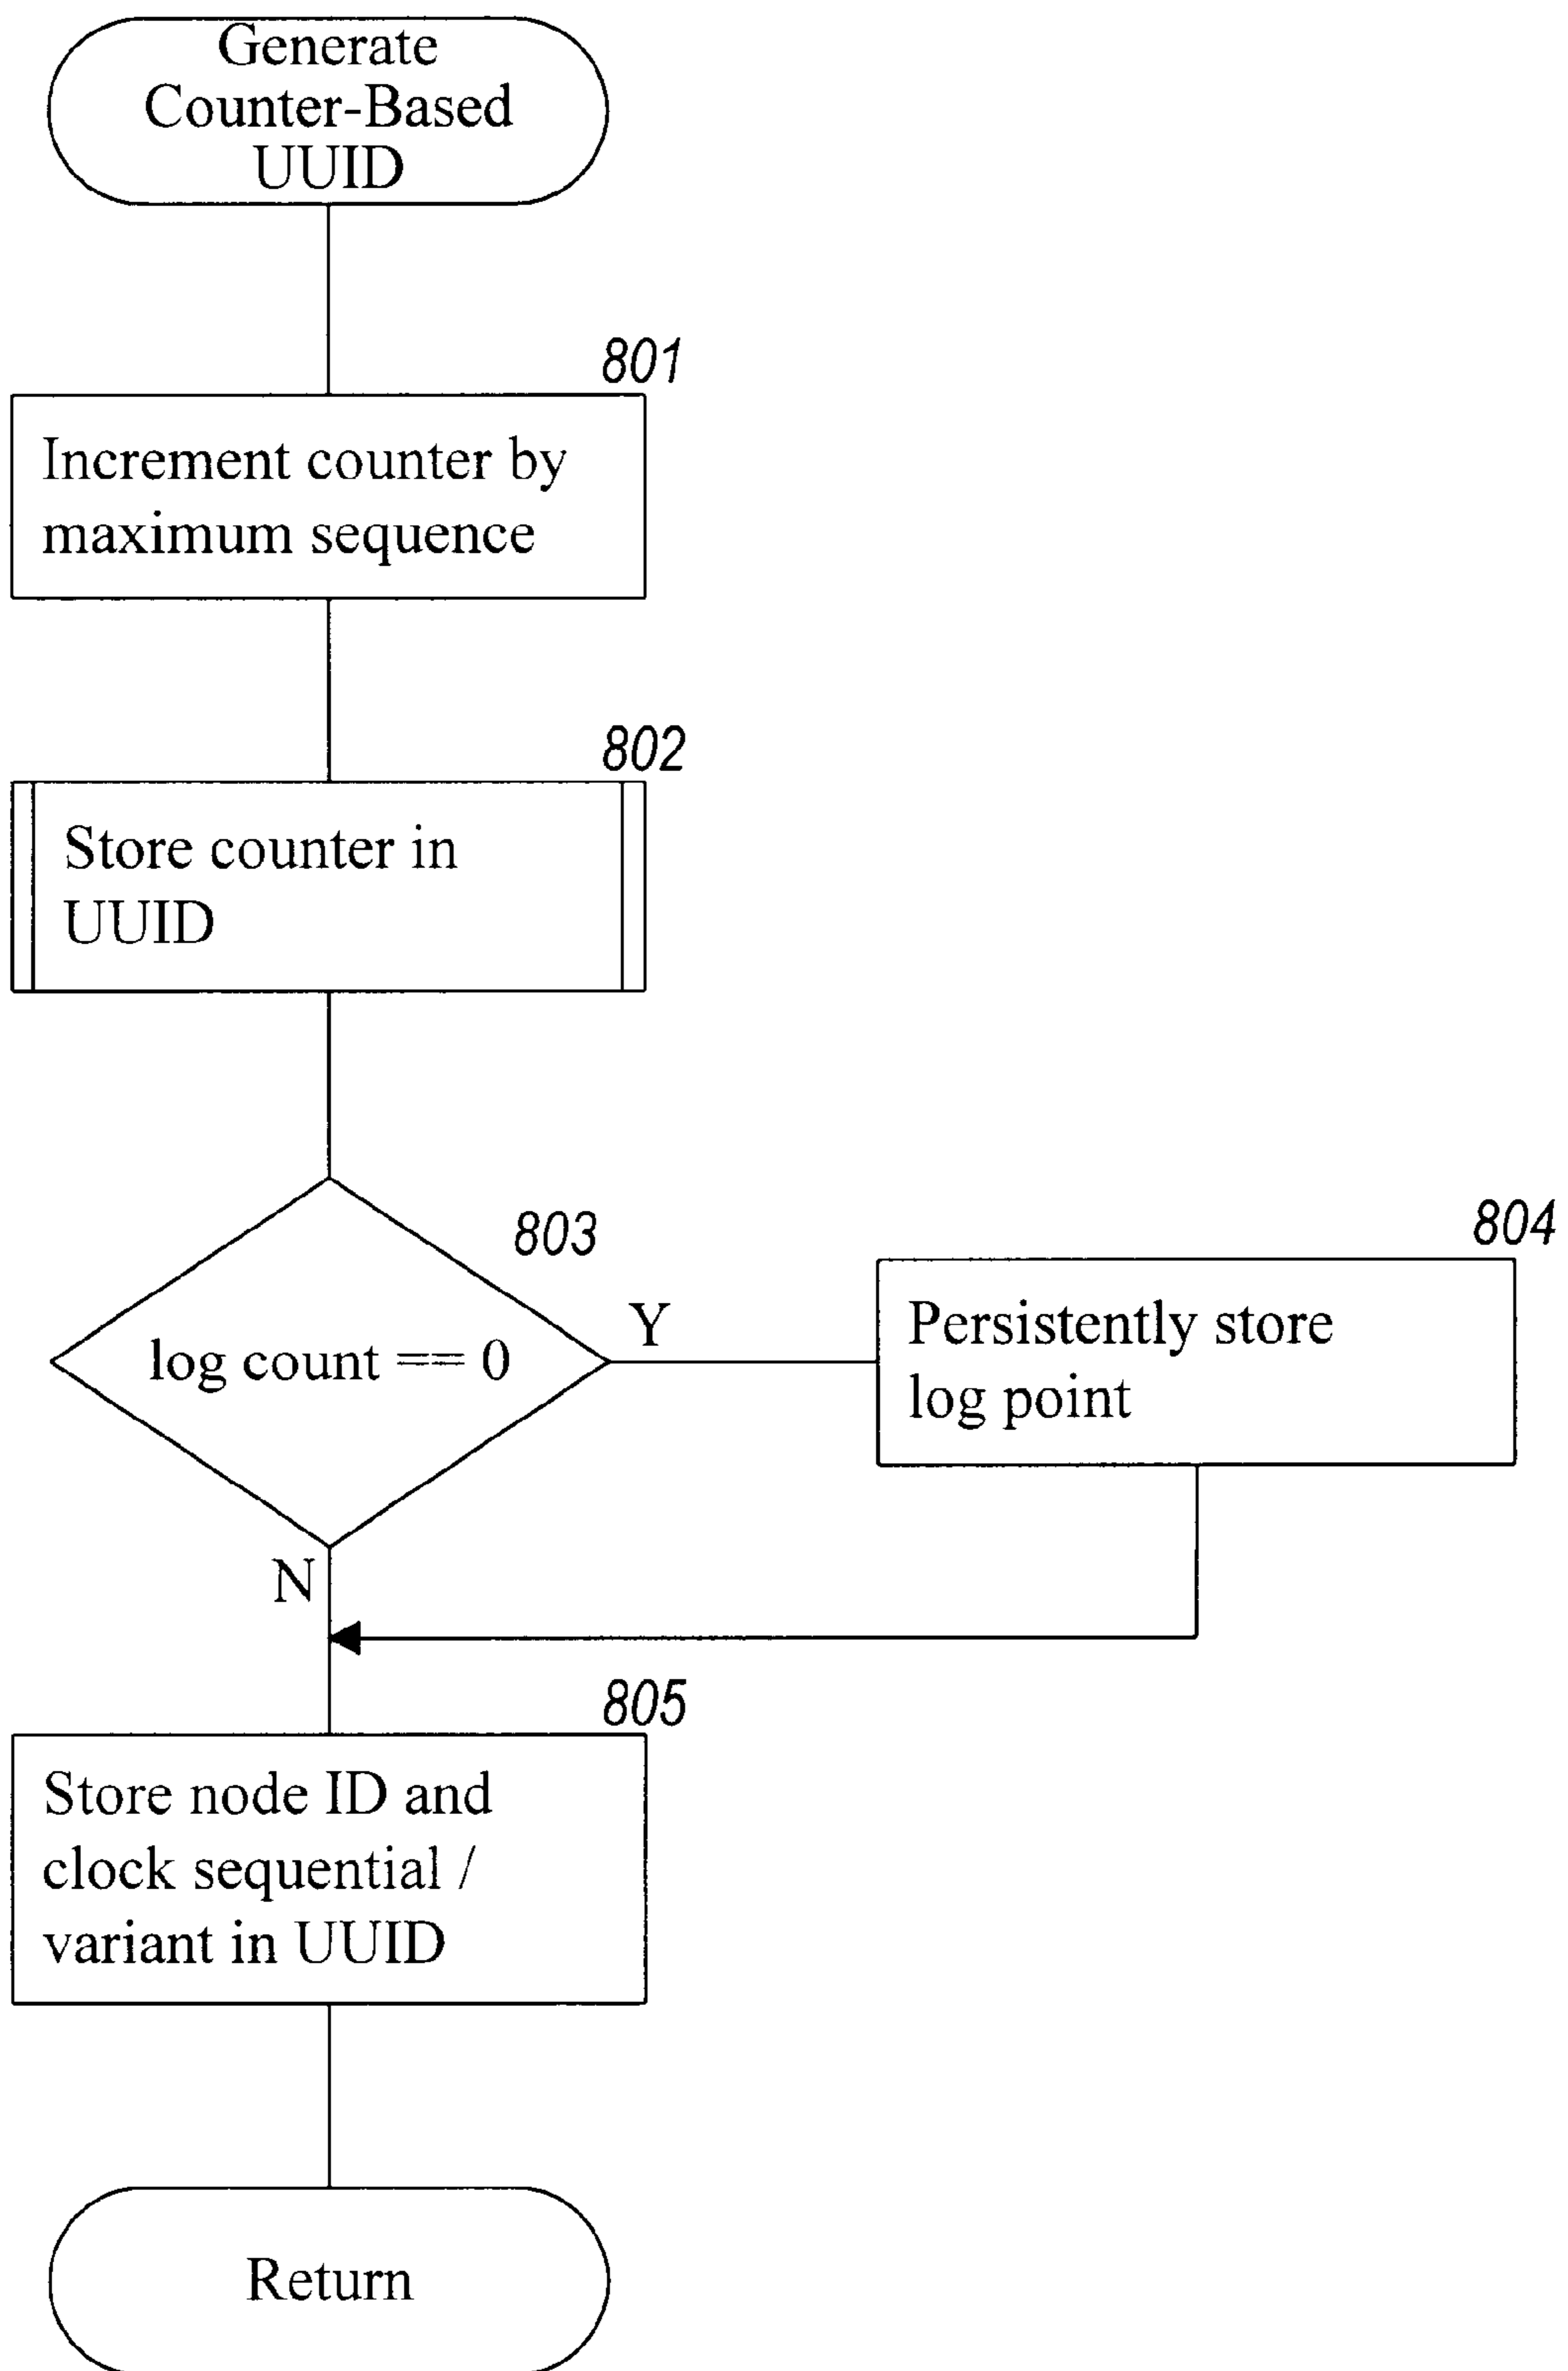 Generate
Counter-Based
UUID
801
Increment counter by
maximum sequence
802
Store counter in
UUID
803
log count == 0
Y
804
Persistently store
log point
N
805
Store node ID and
clock sequential /
variant in UUID
Return